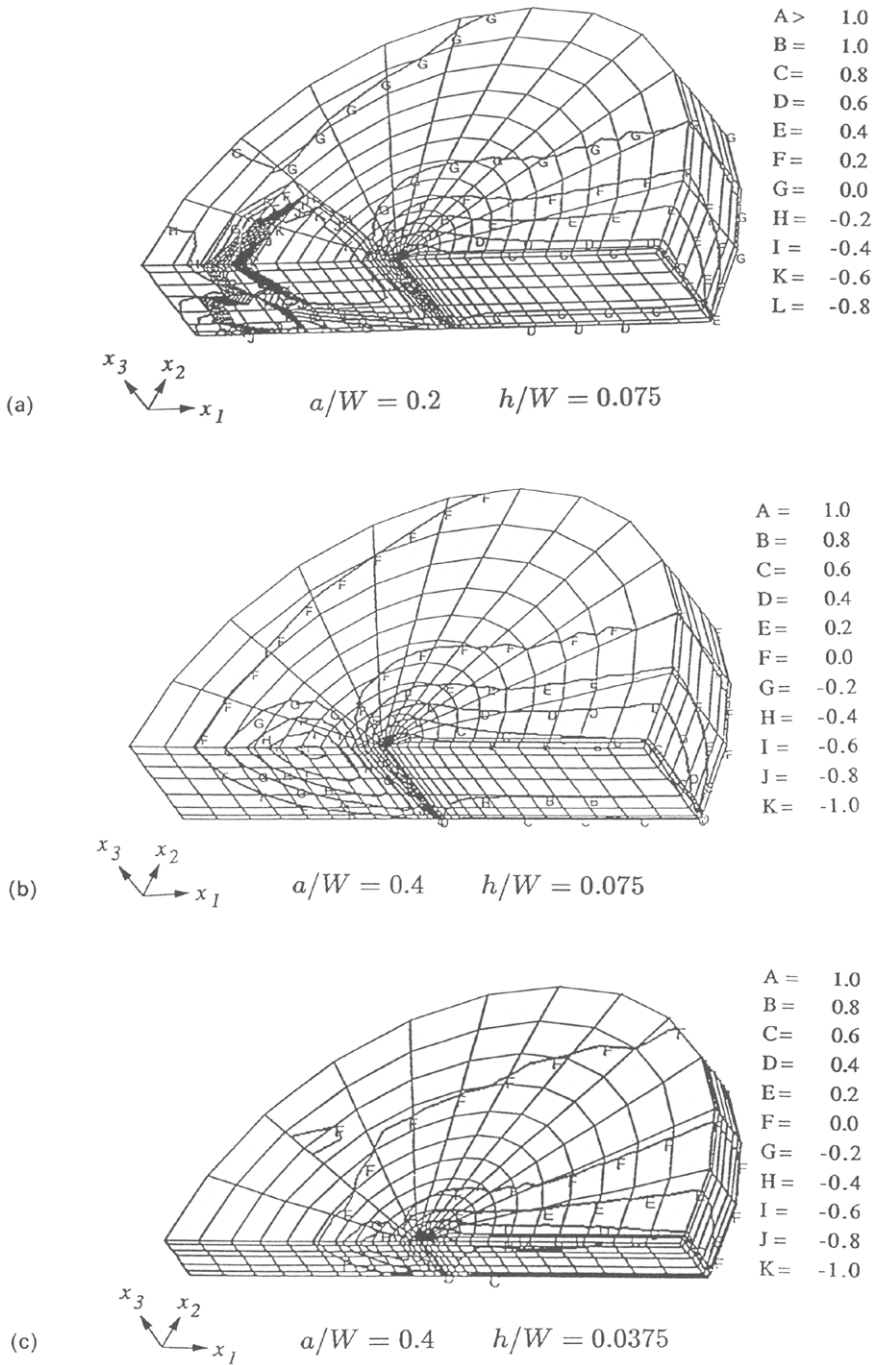 A> 1.0
B= 1.0
C= 0.8
D= 0.6
E= 0.4
F= 0.2
G= 0.0
H= -0.2
I = -0.4
K= -0.6
L= -0.8
x3 x2 x1
(a) a/W = 0.2 h/W = 0.075
A = 1.0
B = 0.8
C = 0.6
D = 0.4
E = 0.2
F = 0.0
G = -0.2
H = -0.4
I = -0.6
J = -0.8
K = -1.0
x3 x2 x1
(b) a/W = 0.4 h/W = 0.075
A = 1.0
B = 0.8
C = 0.6
D = 0.4
E = 0.2
F = 0.0
G = -0.2
H = -0.4
I = -0.6
J = -0.8
K = -1.0
x3 x2 x1
(c) a/W = 0.4 h/W = 0.0375